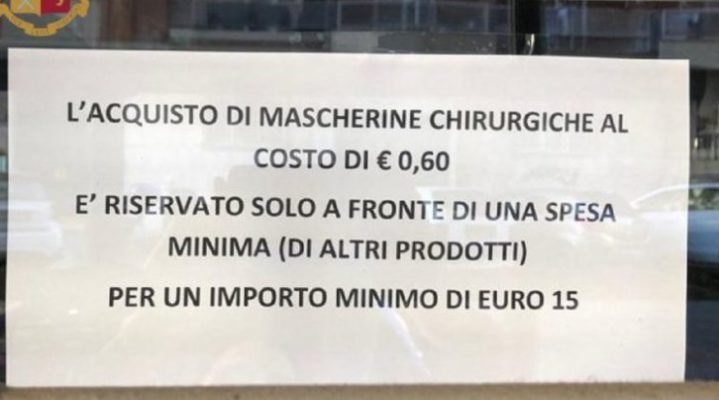 L'ACQUISTO DI MASCHERINE CHIRURGICHE AL
COSTO DI € 0,60
E' RISERVATO SOLO A FRONTE DI UNA SPESA
MINIMA (DI ALTRI PRODOTTI)
PER UN IMPORTO MINIMO DI EURO 15